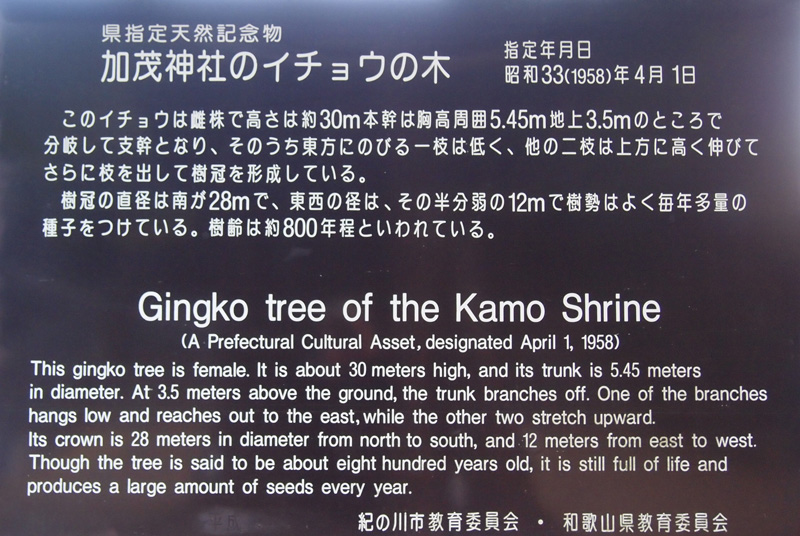 県指定天然記念物
加茂神社のイチョウの木
指定年月日
昭和33(1958)年4月1日
このイチョウは雌株で高さは約30m本幹は胸高周囲5.45m地上3.5mのところで
分岐して支幹となり、そのうち東方にのびる一枝は低く、他の二枝は上方に高く伸びて
さらに枝を出して樹冠を形成している。
樹冠の直径は南が28mで、東西の径は、その半分弱の12mで樹勢はよく毎年多量の
種子をつけている。樹齢は約800年程といわれている。
Gingko tree of the Kamo Shrine
(A Prefectural Cultural Asset, designated April 1, 1958)
This gingko tree is female. It is about 30 meters high, and its trunk is 5.45 meters
in diameter. At 3.5 meters above the ground, the trunk branches off. One of the branches
hangs low and reaches out to the east, while the other two stretch upward.
Its crown is 28 meters in diameter from north to south, and 12 meters from east to west.
Though the tree is said to be about eight hundred years old, it is still full of life and
produces a large amount of seeds every year.
紀の川市教育委員会・和歌山県教育委員会